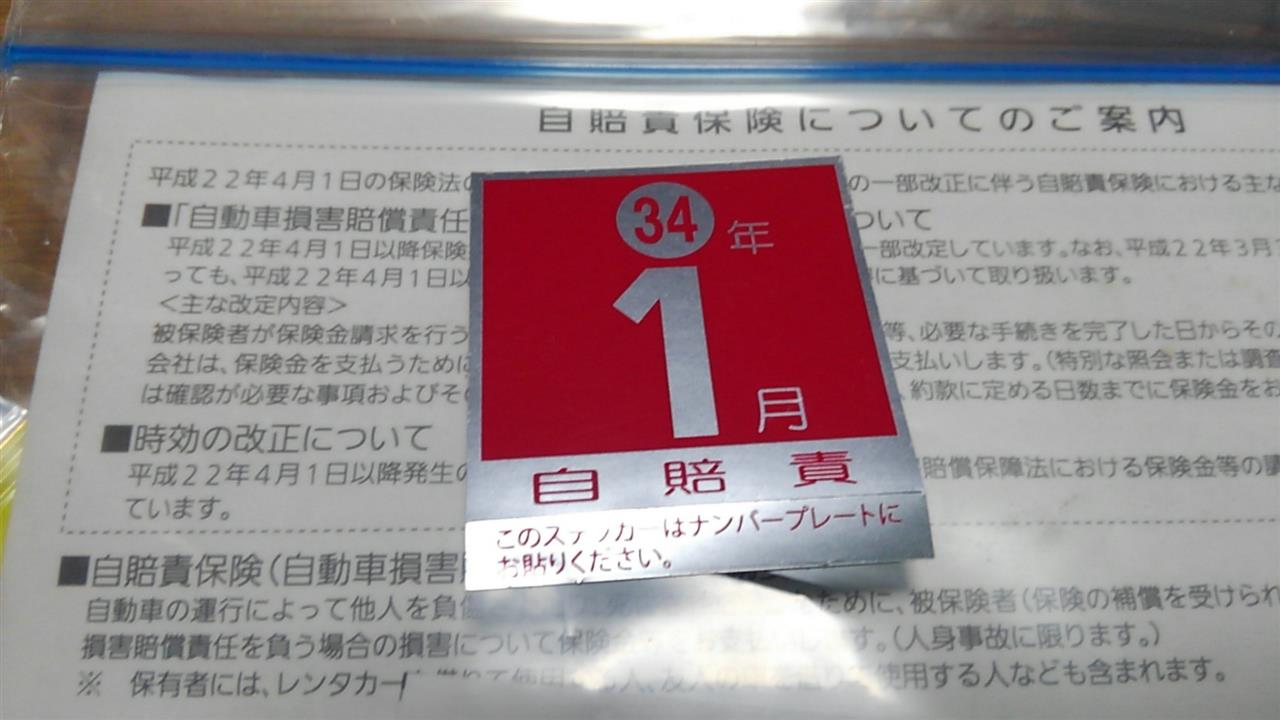 自賠責保険についてのご案内
平成22年4月1日の保険法の
の一部改正に伴う自賠責保険における主な
■「自動車損害賠償責任
ついて
平成22年4月1日以降保険
一部改定しています。なお、平成22年3月
っても、平成22年4月1日以
に基づいて取り扱います。
<主な改定内容>
被保険者が保険金請求を行う
等、必要な手続きを完了した日からその
会社は、保険金を支払うために
支払いします。(特別な照会または調査
は確認が必要な事項およびその
、約款に定める日数までに保険金をお
■時効の改正について
平成22年4月1日以降発生の
賠償保障法における保険金等の請
ています。
34年
1月
自賠責
このステッカーはナンバープレートに
お貼りください。
■自賠責保険(自動車損害
自動車の運行によって他人を負傷
ために、被保険者(保険の補償を受けられ
損害賠償責任を負う場合の損害について保険金
す。(人身事故に限ります。)
※ 保有者には、レンタカー
使用する人なども含まれます。